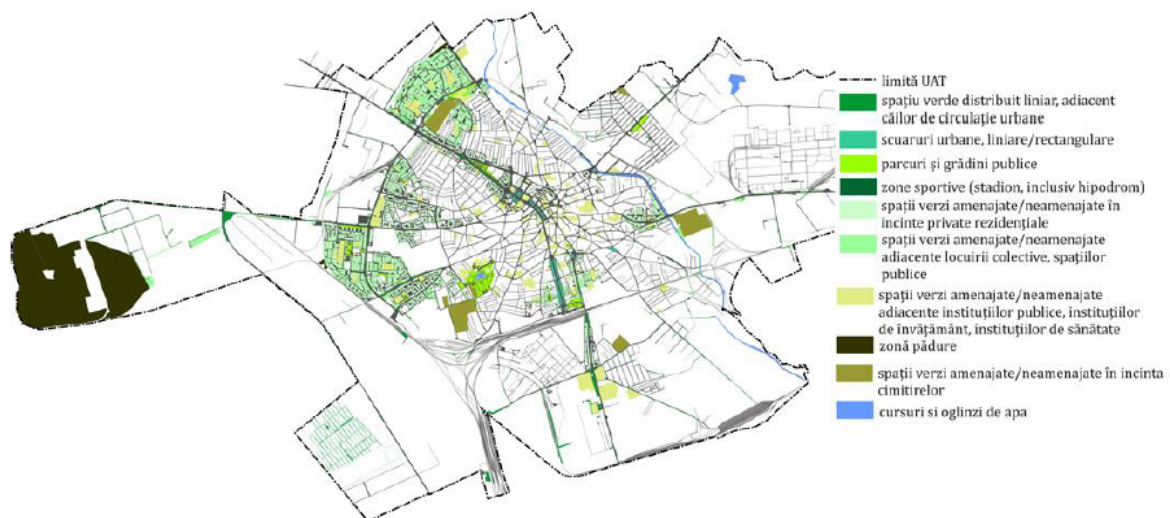 limită UAT
spațiu verde distribuit liniar, adiacent
căilor de circulație urbane
scuaruri urbane, liniare/rectangulare
parcuri și grădini publice
zone sportive (stadion, inclusiv hipodrom)
spații verzi amenajate/neamenajate în
incinte private rezidențiale
spații verzi amenajate/neamenajate
adiacente locuirii colective, spațiilor
publice
spații verzi amenajate/neamenajate
adiacente instituțiilor publice, instituțiilor
de învățământ, instituțiilor de sănătate
zonă pădure
spații verzi amenajate/neamenajate în incinta
cimitirelor
cursuri si oglinzi de apa